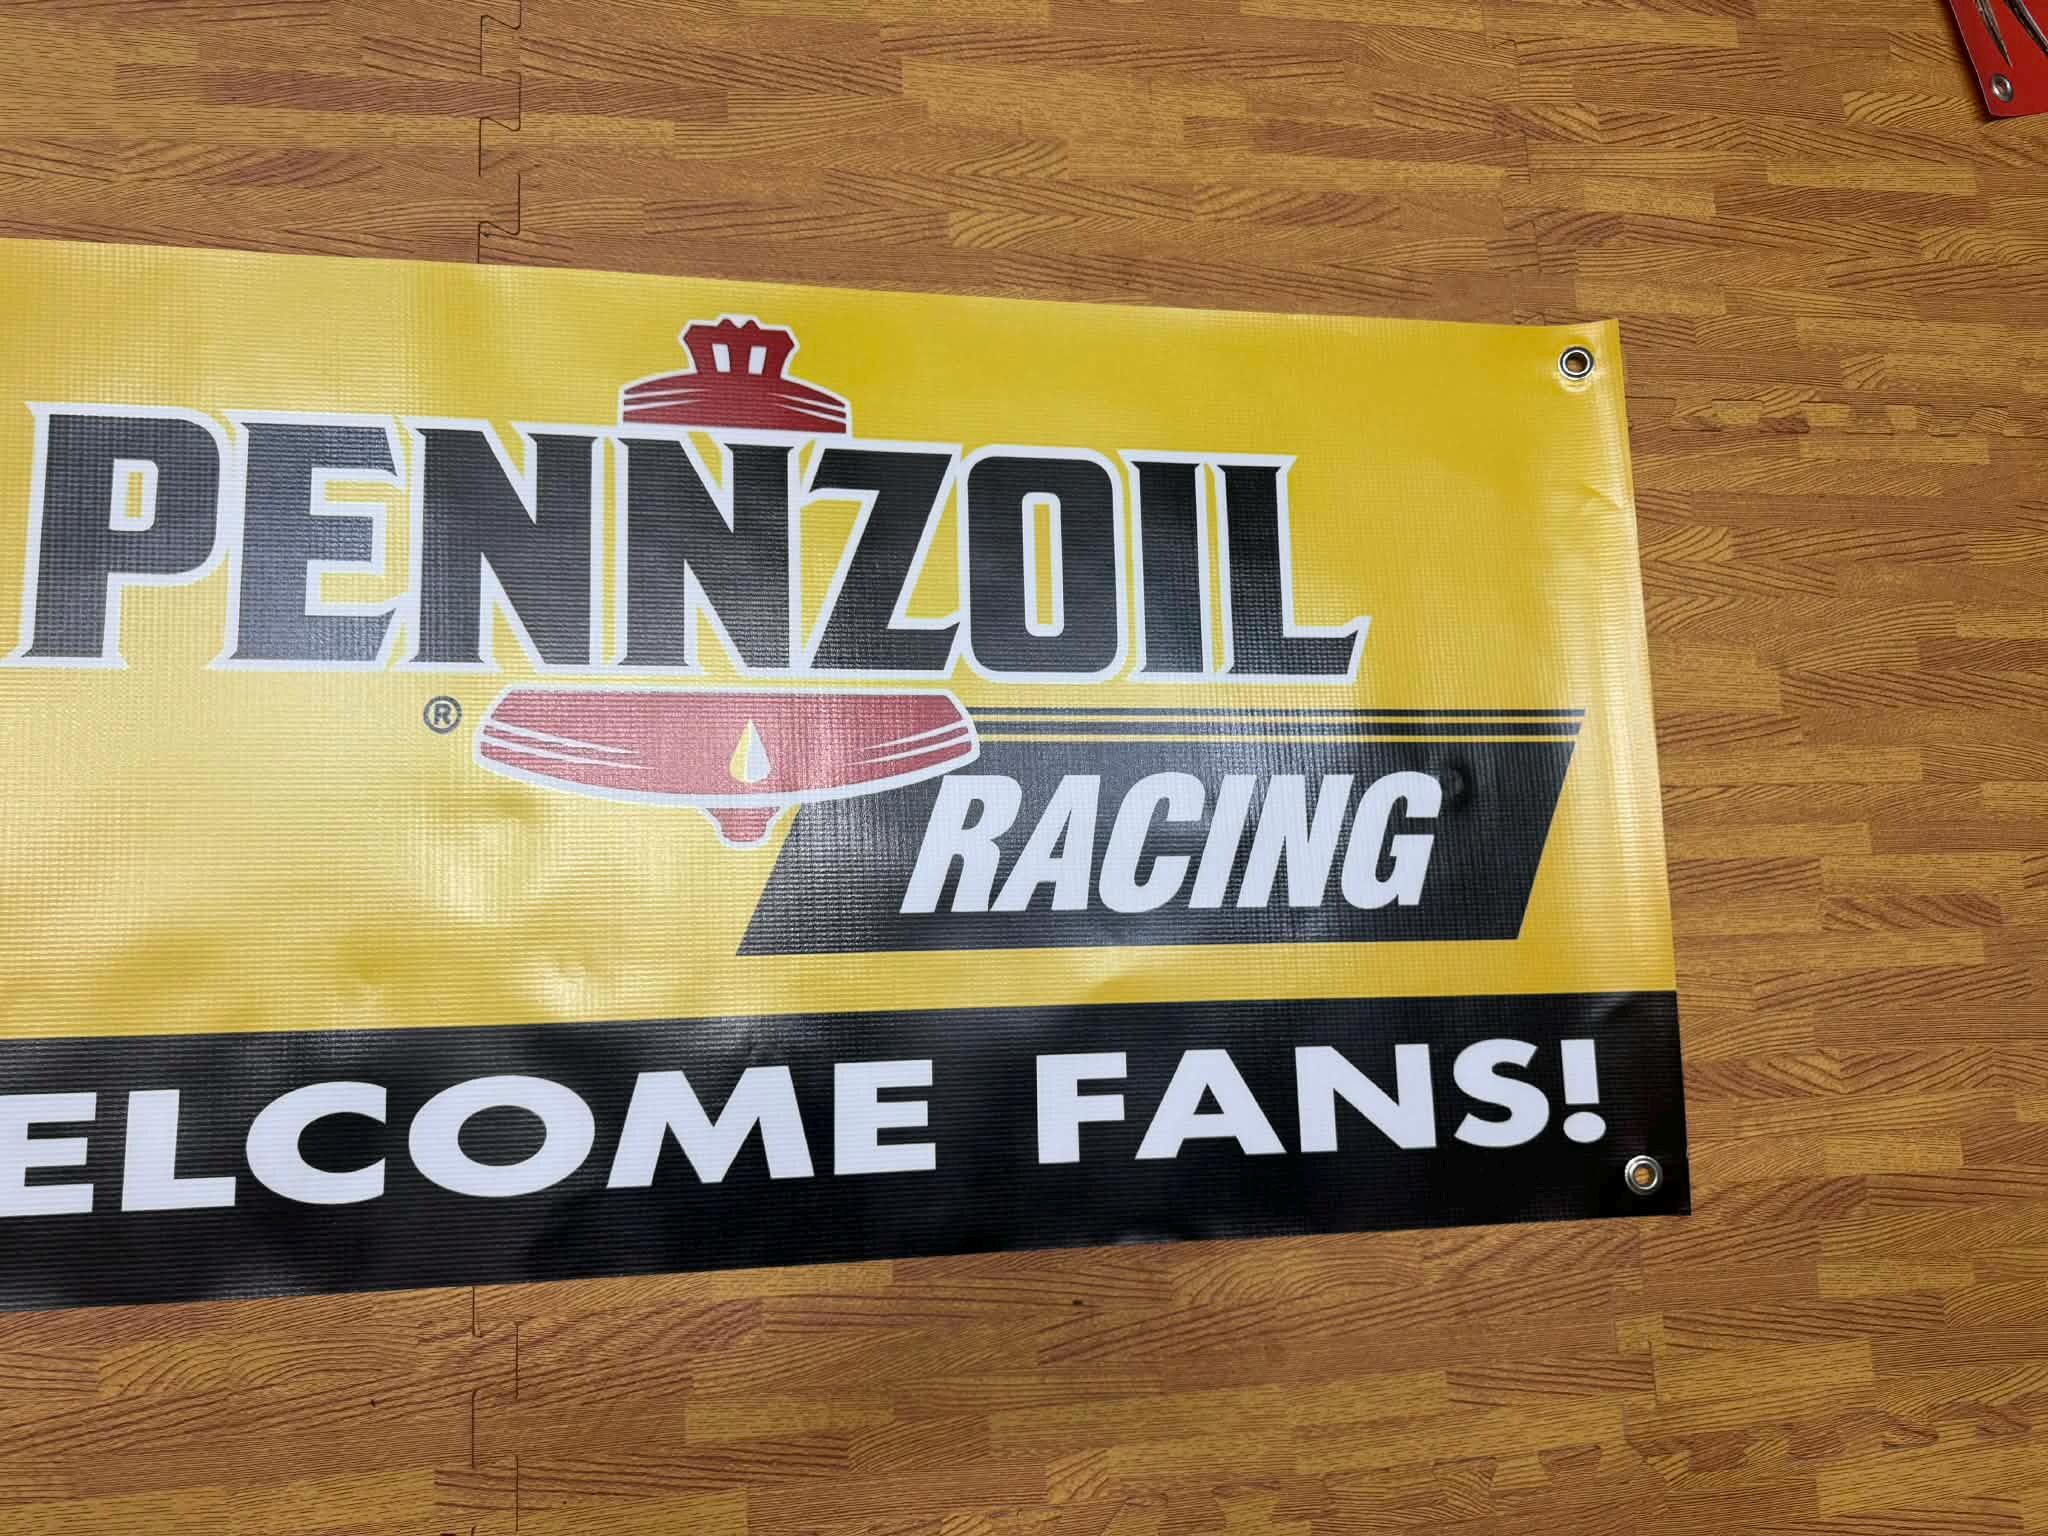 PENNZOIL
®
RACING
ELCOME FANS!